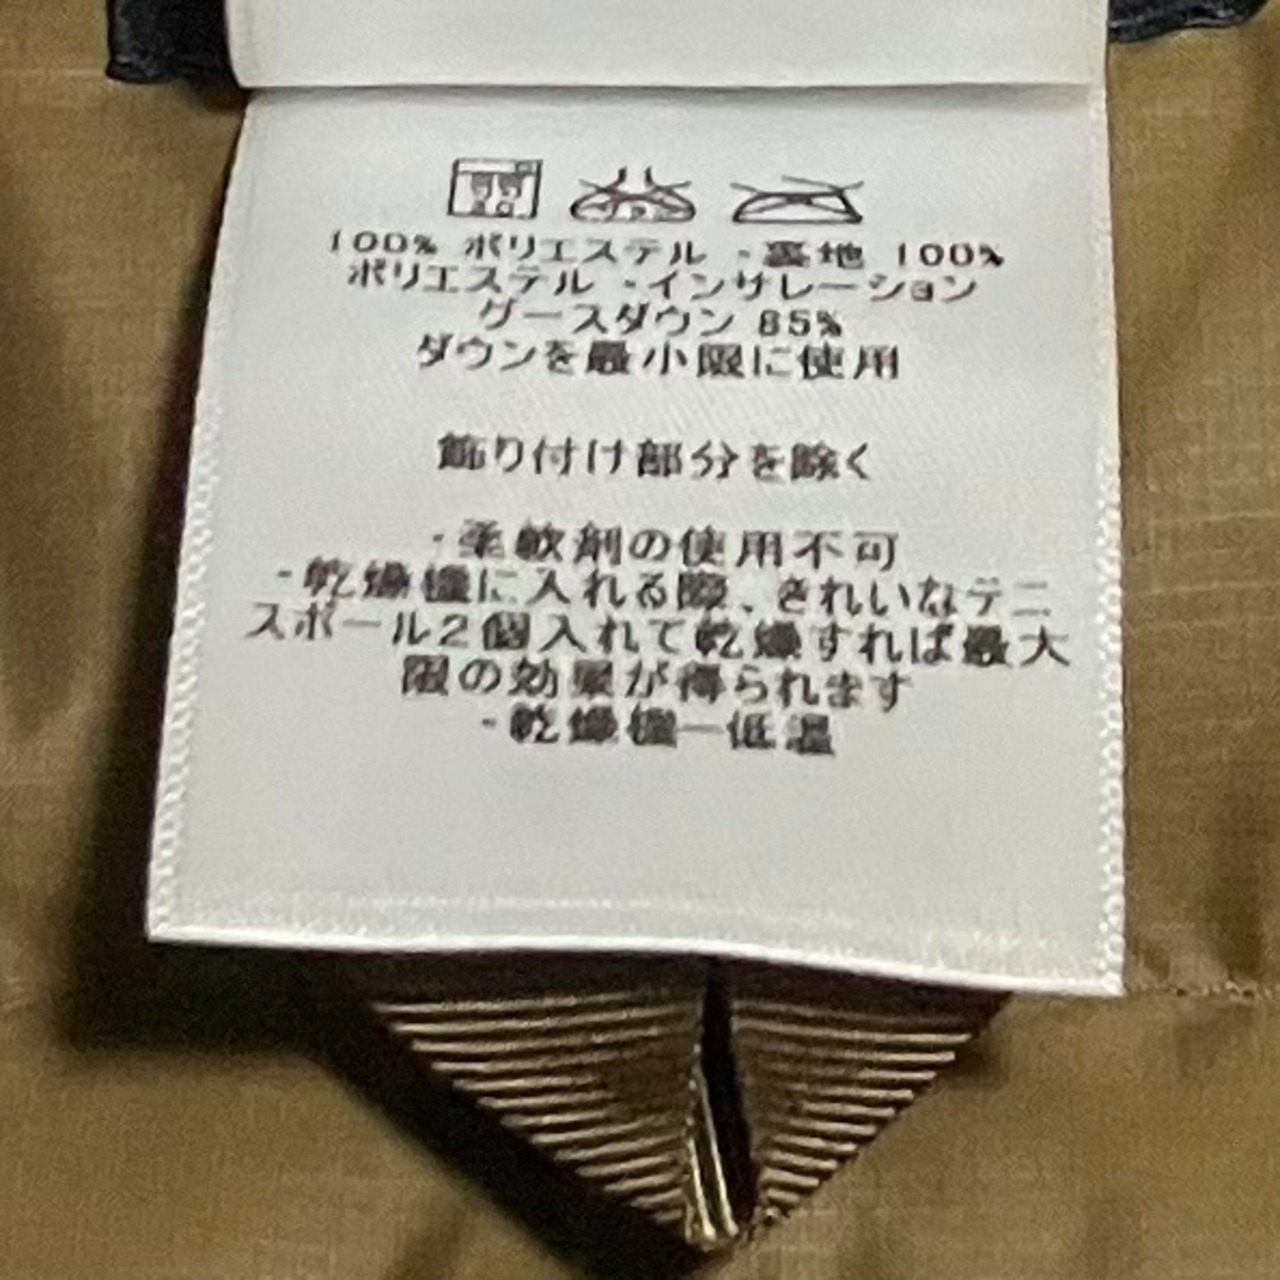 100% ポリエステル - 裏地 100%
ポリエステル - インサレーション
グースダウン 85%
ダウンを最小限に使用
飾り付け部分を除く
- 柔軟剤の使用不可
- 乾燥機に入れる際、きれいなテニ
スボール2個入れて乾燥すれば最大
限の効果が得られます
- 乾燥機－低温